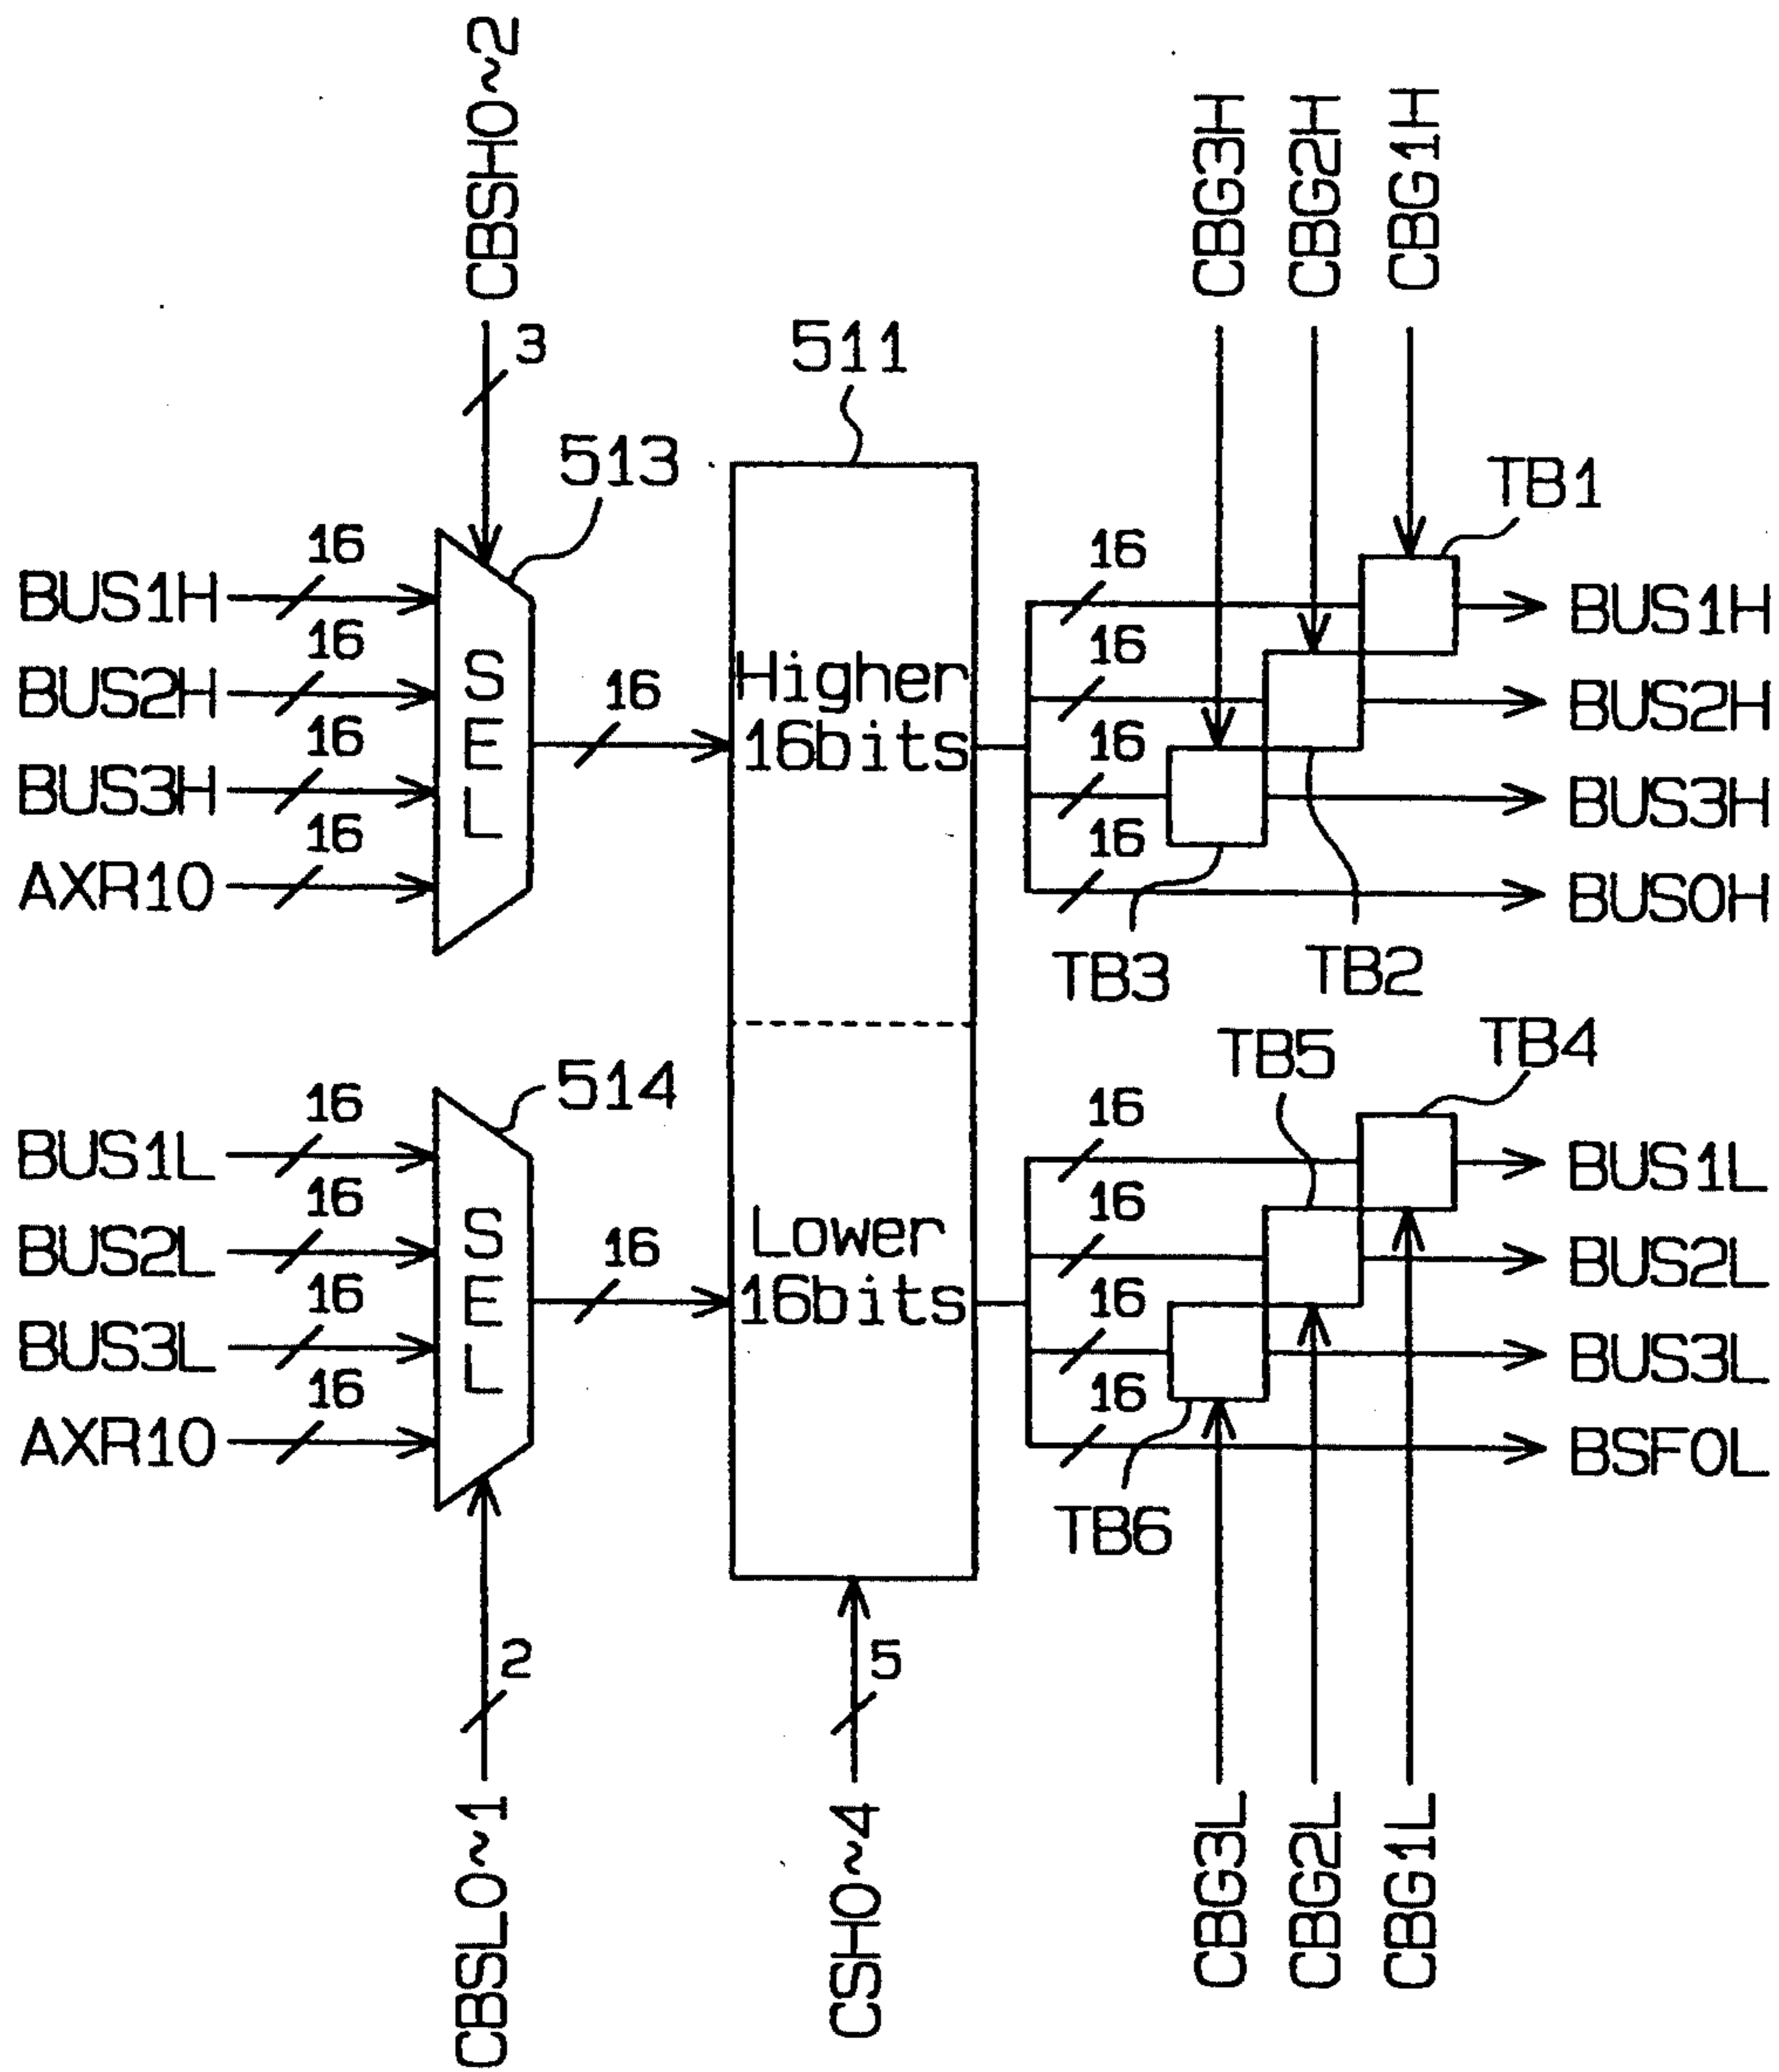 CBSH0~2
3
513
BUS1H
16
BUS2H
16
BUS3H
16
AXR10
16
S
E
L
16
511
Higher
16bits
CBG3H
CBG2H
CBG1H
TB1
16
BUS1H
16
BUS2H
16
BUS3H
16
BUS0H
TB3
TB2
514
BUS1L
16
BUS2L
16
BUS3L
16
AXR10
16
S
E
L
16
Lower
16bits
TB5
TB4
16
BUS1L
16
BUS2L
16
BUS3L
16
BSF0L
TB6
2
CBSL0~1
5
CSH0~4
CBG3L
CBG2L
CBG1L